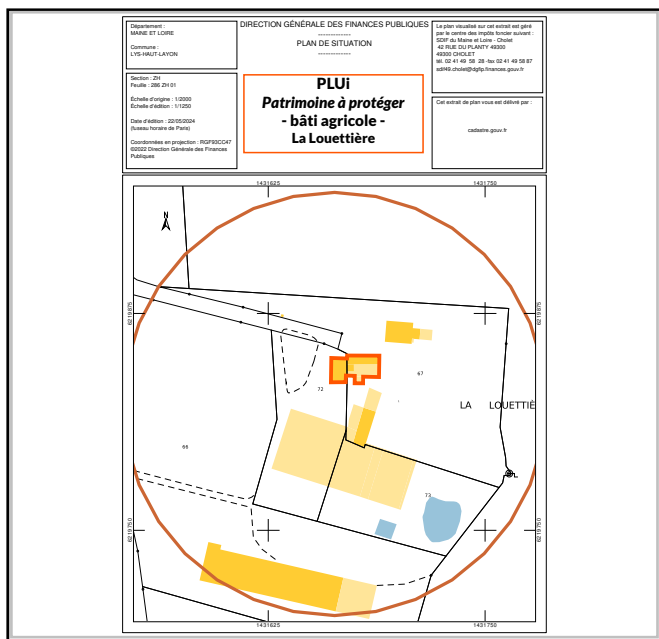 Département :
MAINE ET LOIRE
Commune :
LYS-HAUT-LAYON
Section : ZH
Feuille : 286 ZH 01
Échelle d'origine : 1/2000
Échelle d'édition : 1/1250
Date d'édition : 22/05/2024
(fuseau horaire de Paris)
Coordonnées en projection : RGF93CC47
©2022 Direction Générale des Finances
Publiques
DIRECTION GÉNÉRALE DES FINANCES PUBLIQUES
-------------
PLAN DE SITUATION
-------------
PLUi
Patrimoine à protéger
- bâti agricole -
La Louettière
Le plan visualisé sur cet extrait est géré
par le centre des impôts foncier suivant :
SDIF du Maine et Loire - Cholet
42 RUE DU PLANTY 49300
49300 CHOLET
tél. 02 41 49 58 28 -fax 02 41 49 58 87
sdif49.cholet@dgfip.finances.gouv.fr
Cet extrait de plan vous est délivré par :
cadastre.gouv.fr
1431625
1431750
N
6219875
6219875
67
72
LA LOUETTIÈ
66
73
6219750
6219750
1431625
1431750